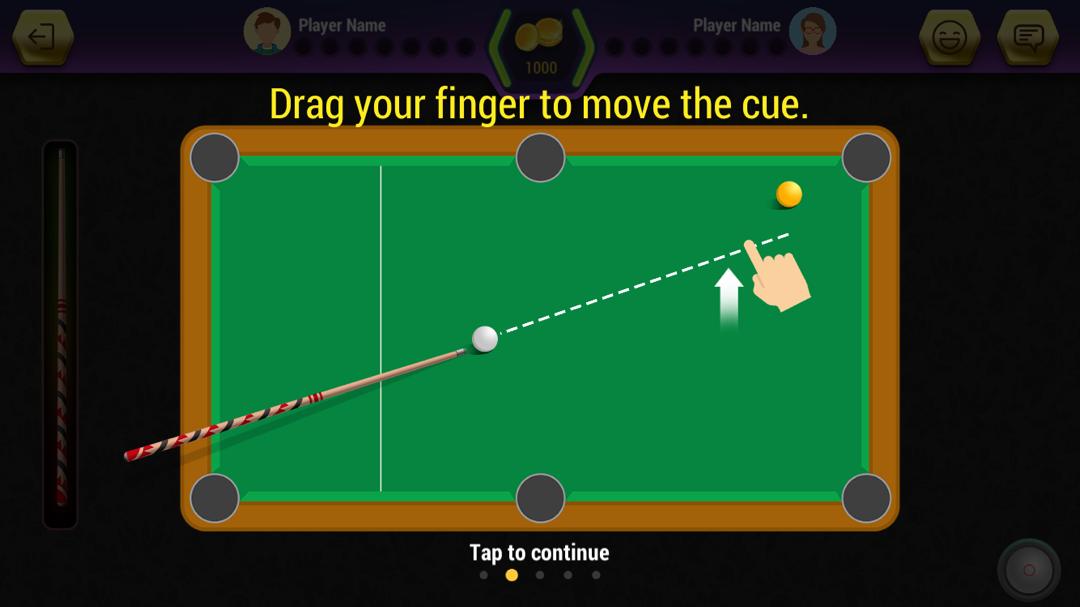 Player Name
Player Name
1000
Drag your finger to move the cue.
Tap to continue